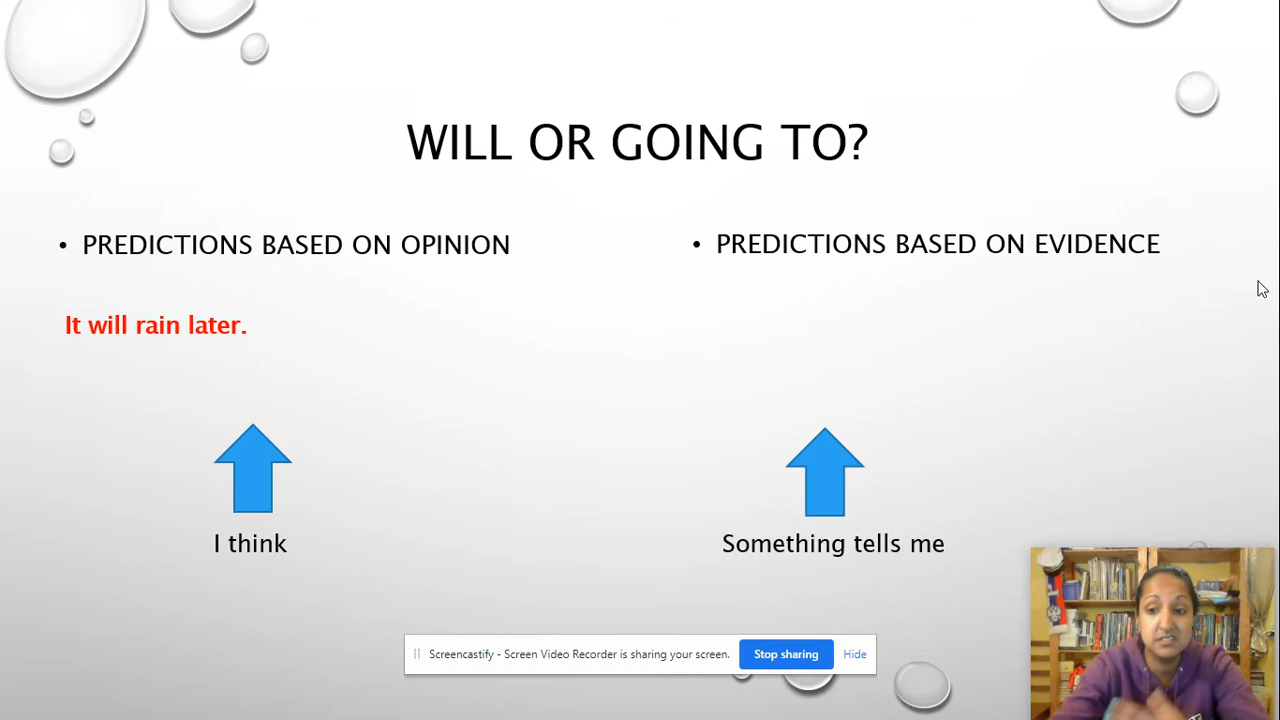 WILL OR GOING TO?
• PREDICTIONS BASED ON OPINION
It will rain later.
I think
• PREDICTIONS BASED ON EVIDENCE
Something tells me
Screencastify - Screen Video Recorder is sharing your screen.
Stop sharing
Hide